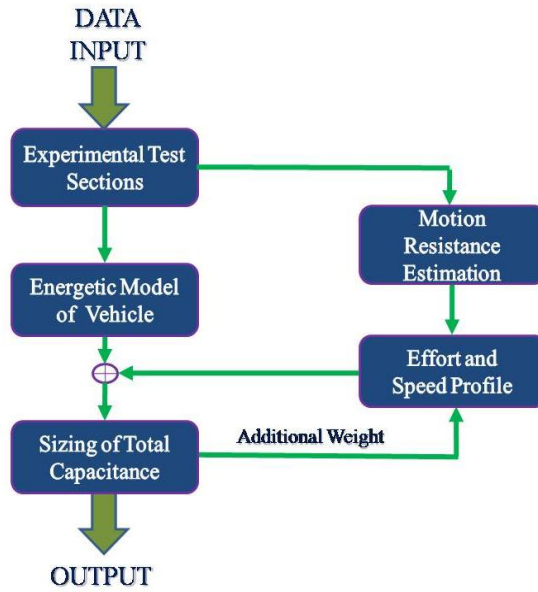 DATA
INPUT
Experimental Test
Sections
Motion
Resistance
Estimation
Energetic Model
of Vehicle
Effort and
Speed Profile
Sizing of Total
Capacitance
Additional Weight
OUTPUT